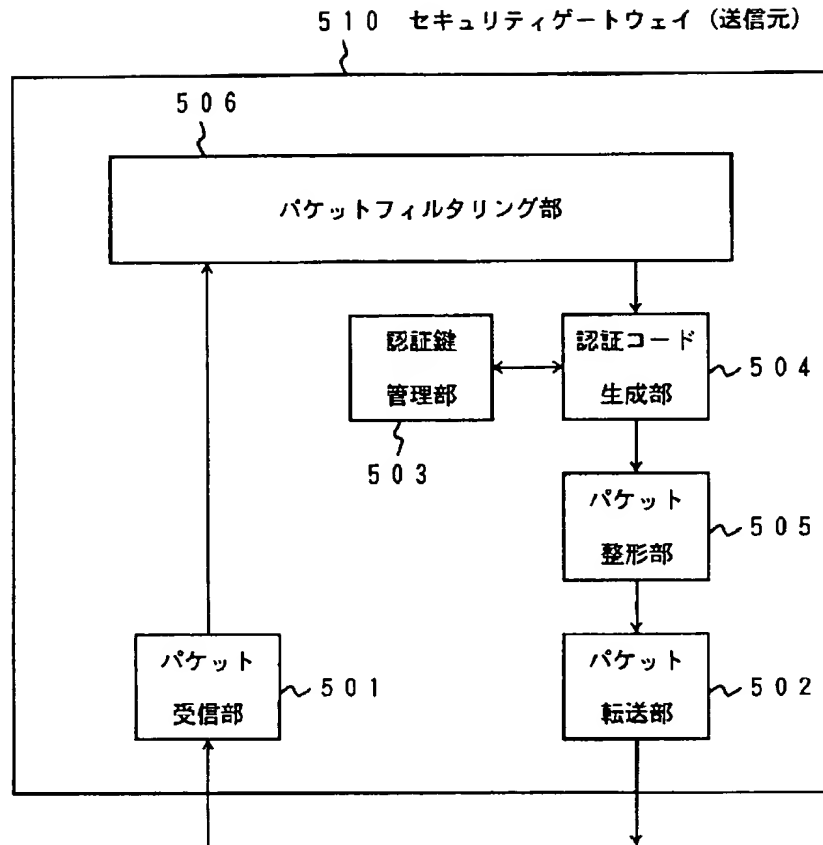 510 セキュリティゲートウェイ (送信元)
506
パケットフィルタリング部
認証鍵
管理部
503
認証コード
生成部
504
パケット
整形部
505
パケット
受信部
501
パケット
転送部
502